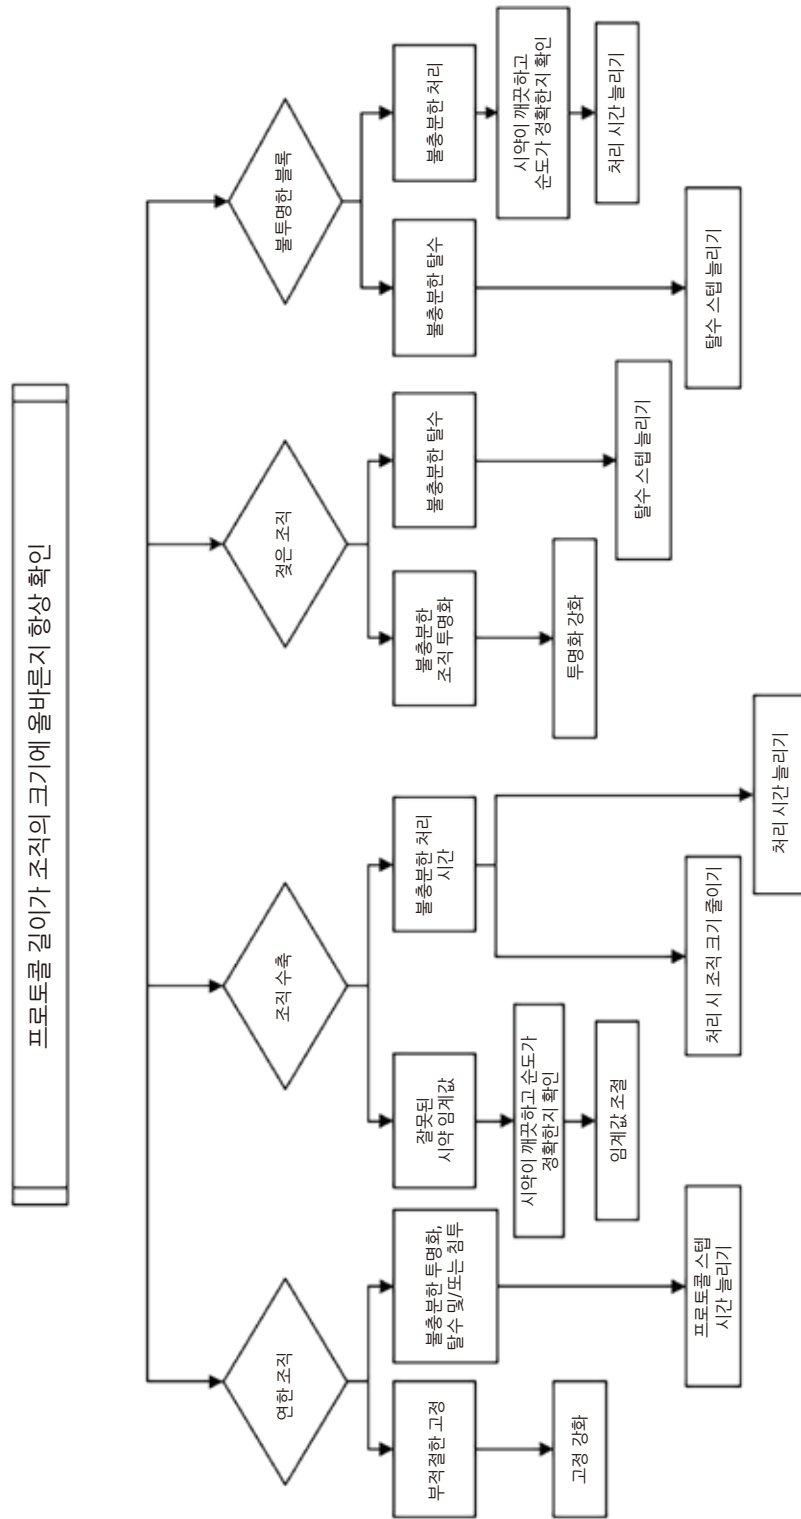 프로토콜 길이가 조직의 크기에 올바른지 항상 확인
연한 조직
조직 수축
젖은 조직
불투명한 블록
부적절한 고정
불충분한 투명화,
탈수 및/또는 침투
잘못된
시약 임계값
불충분한 처리
시간
불충분한
조직 투명화
불충분한 탈수
불충분한 탈수
불충분한 처리
고정 강화
프로토콜 스텝
시간 늘리기
시약이 깨끗하고 순도가
정확한지 확인
임계값 조절
처리 시 조직 크기 줄이기
처리 시간 늘리기
투명화 강화
탈수 스텝 늘리기
탈수 스텝 늘리기
시약이 깨끗하고
순도가 정확한지 확인
처리 시간 늘리기